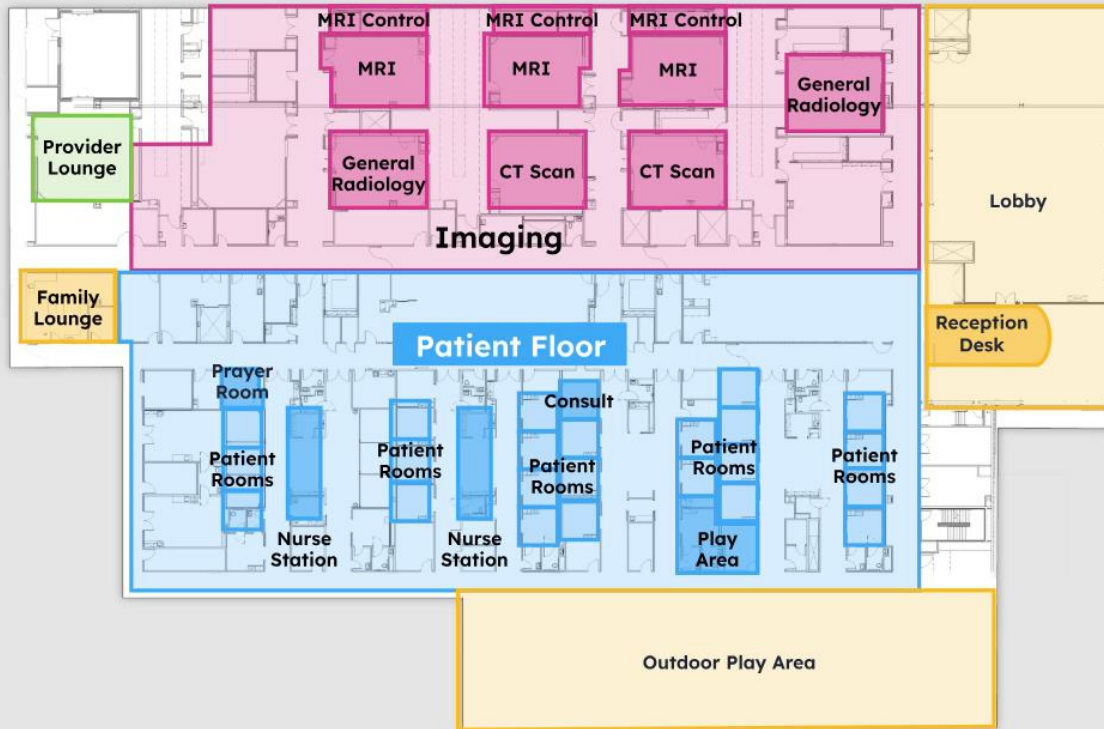 MRI Control
MRI Control
MRI Control
MRI
MRI
MRI
General
Radiology
Provider
Lounge
General
Radiology
CT Scan
CT Scan
Lobby
Imaging
Family
Lounge
Reception
Desk
Patient Floor
Prayer
Room
Consult
Patient
Rooms
Patient
Rooms
Patient
Rooms
Patient
Rooms
Patient
Rooms
Nurse
Station
Nurse
Station
Play
Area
Outdoor Play Area